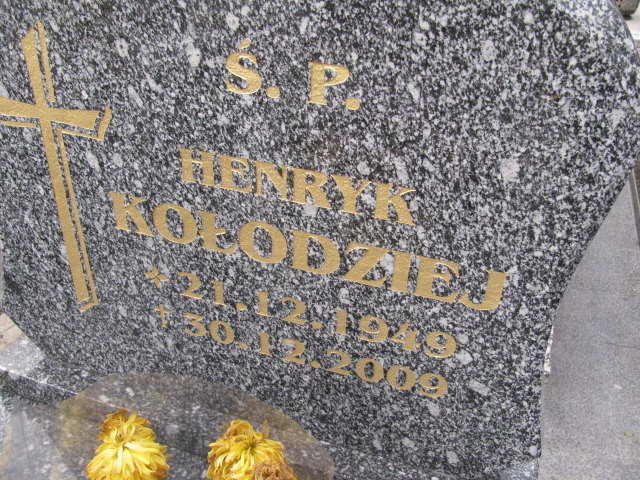 Ś. P.
HENRYK
KOŁODZIEJ
* 21.12.1949
† 30.12.2009